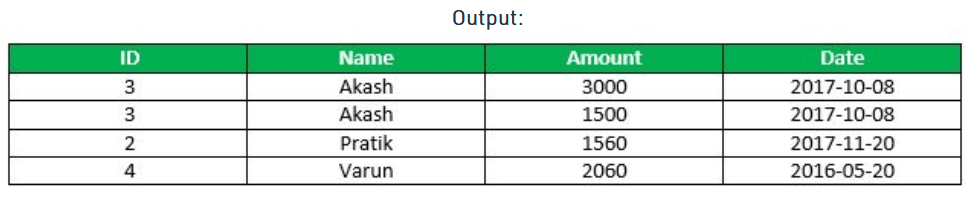 Output:
ID Name Amount Date
3 Akash 3000 2017-10-08
3 Akash 1500 2017-10-08
2 Pratik 1560 2017-11-20
4 Varun 2060 2016-05-20